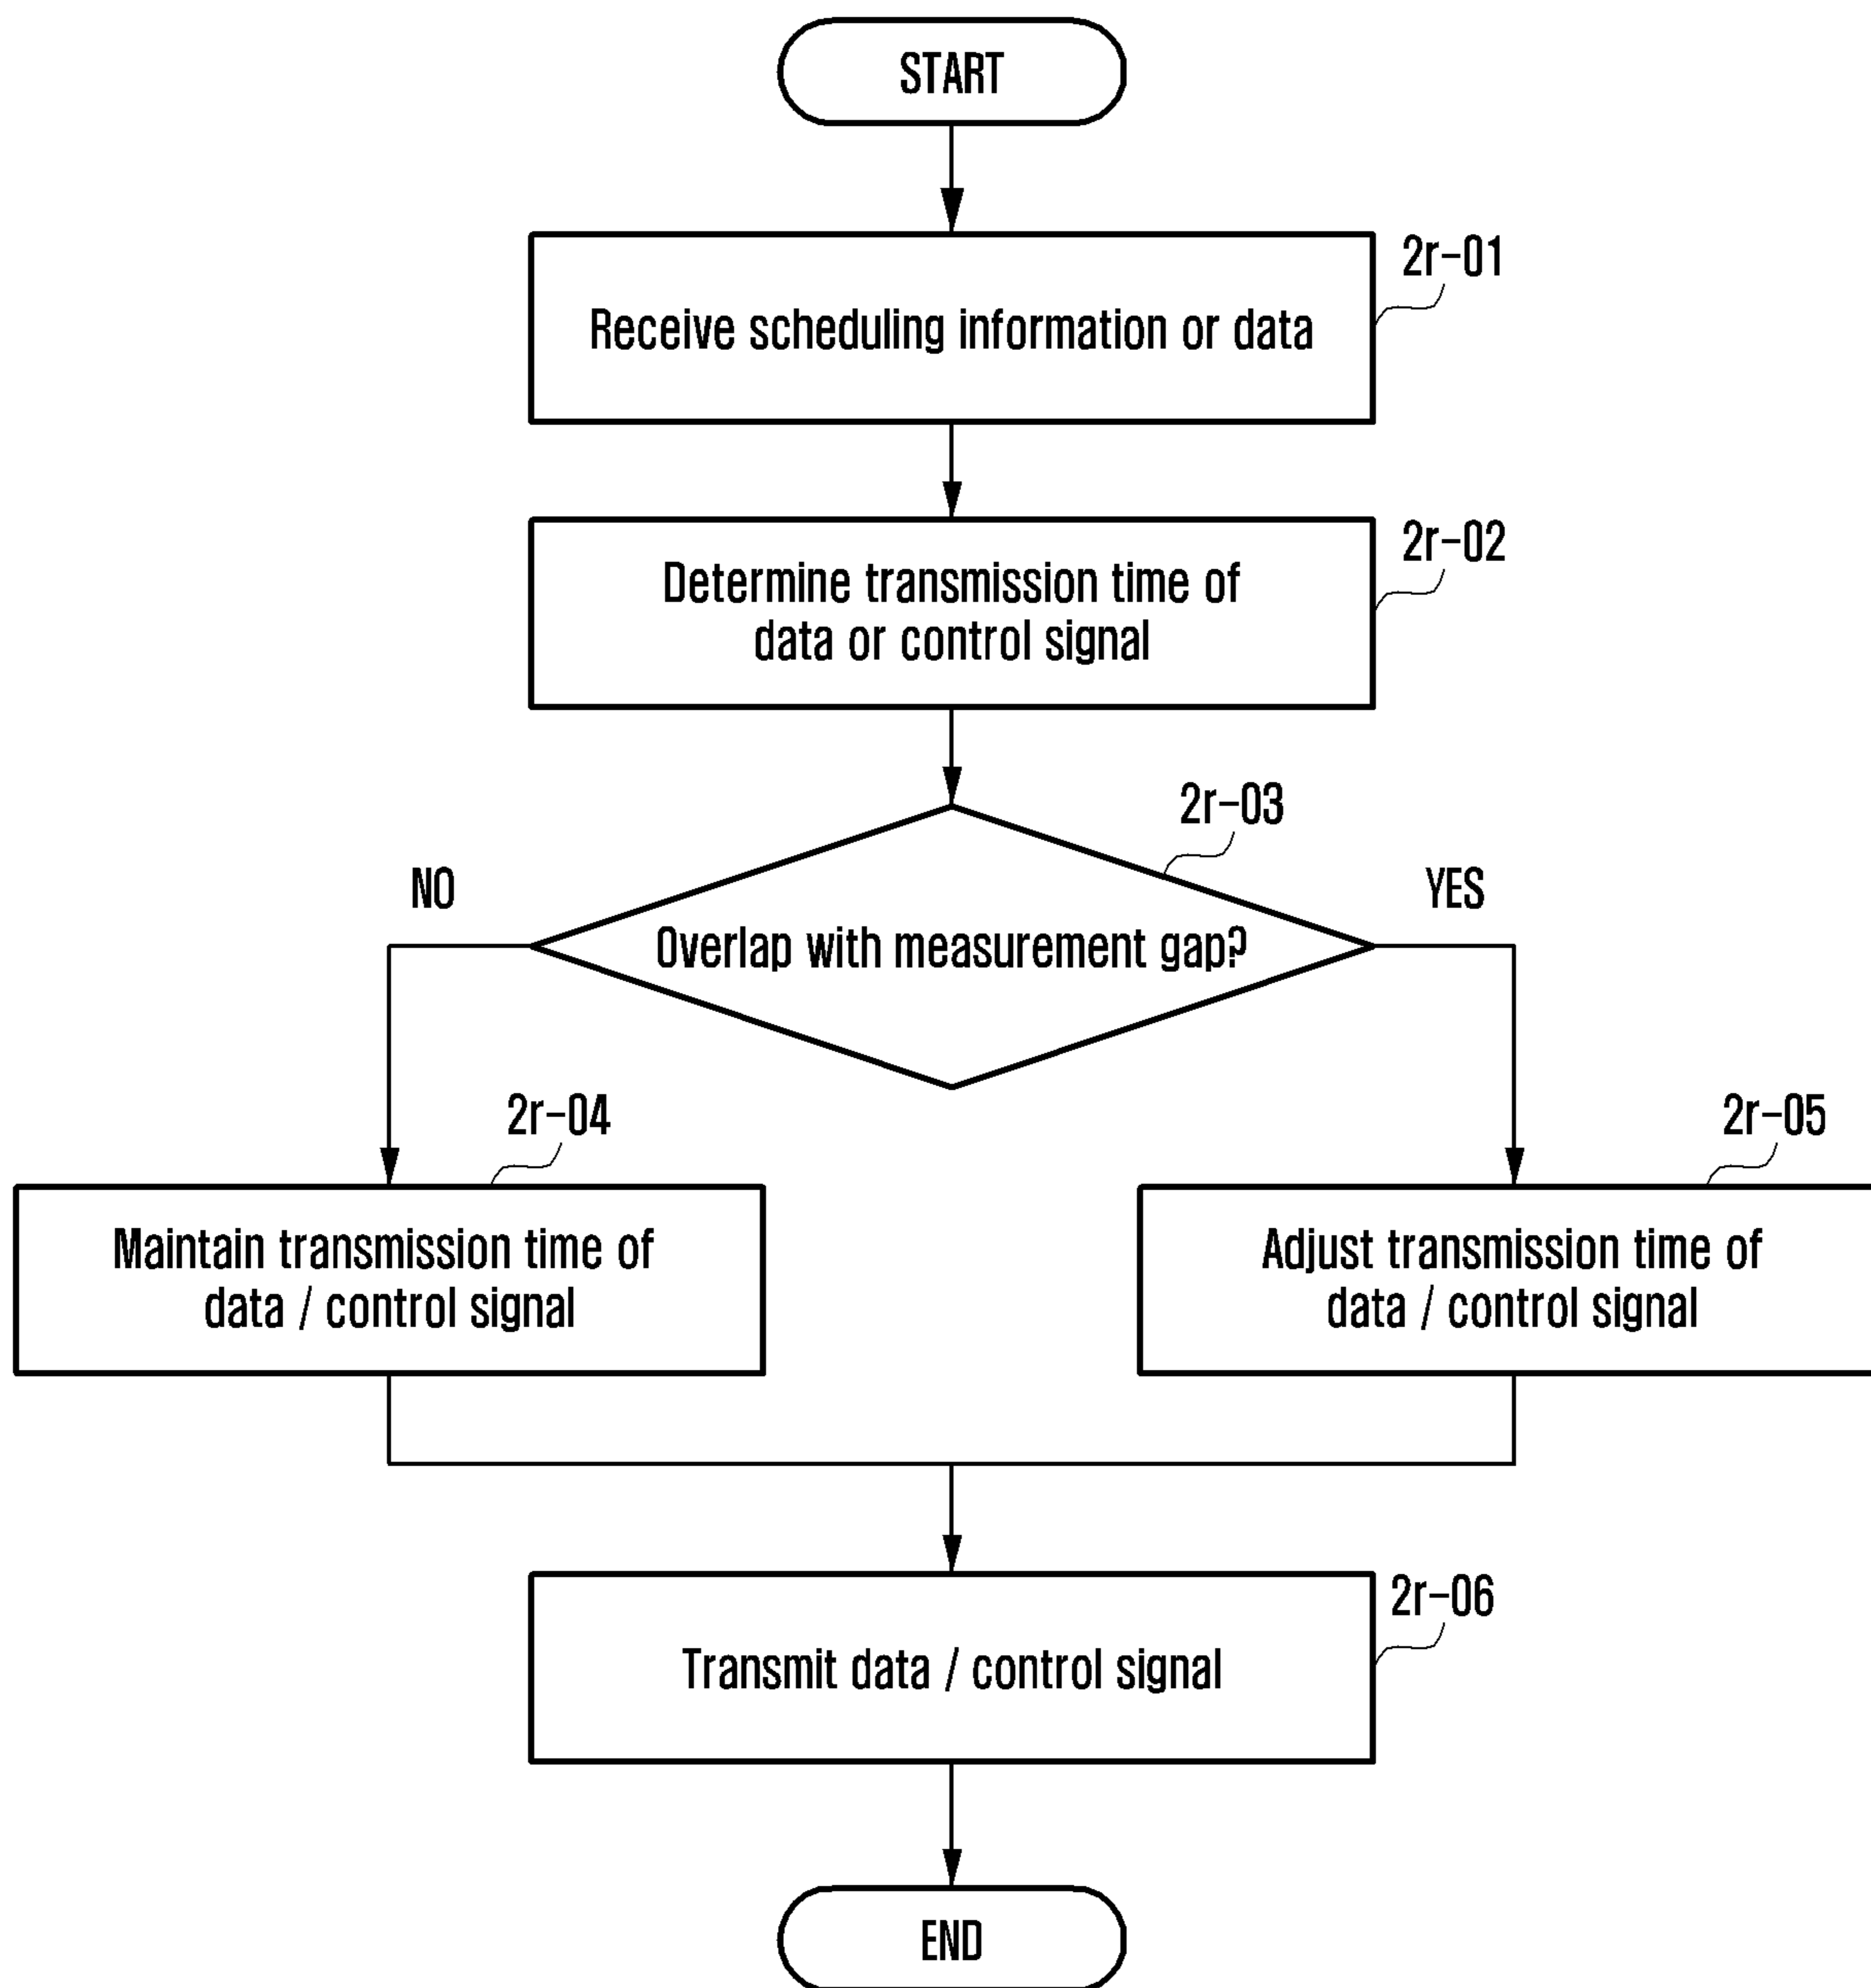 START
2r-01
Receive scheduling information or data
2r-02
Determine transmission time of
data or control signal
2r-03
NO
YES
Overlap with measurement gap?
2r-04
2r-05
Maintain transmission time of
data / control signal
Adjust transmission time of
data / control signal
2r-06
Transmit data / control signal
END